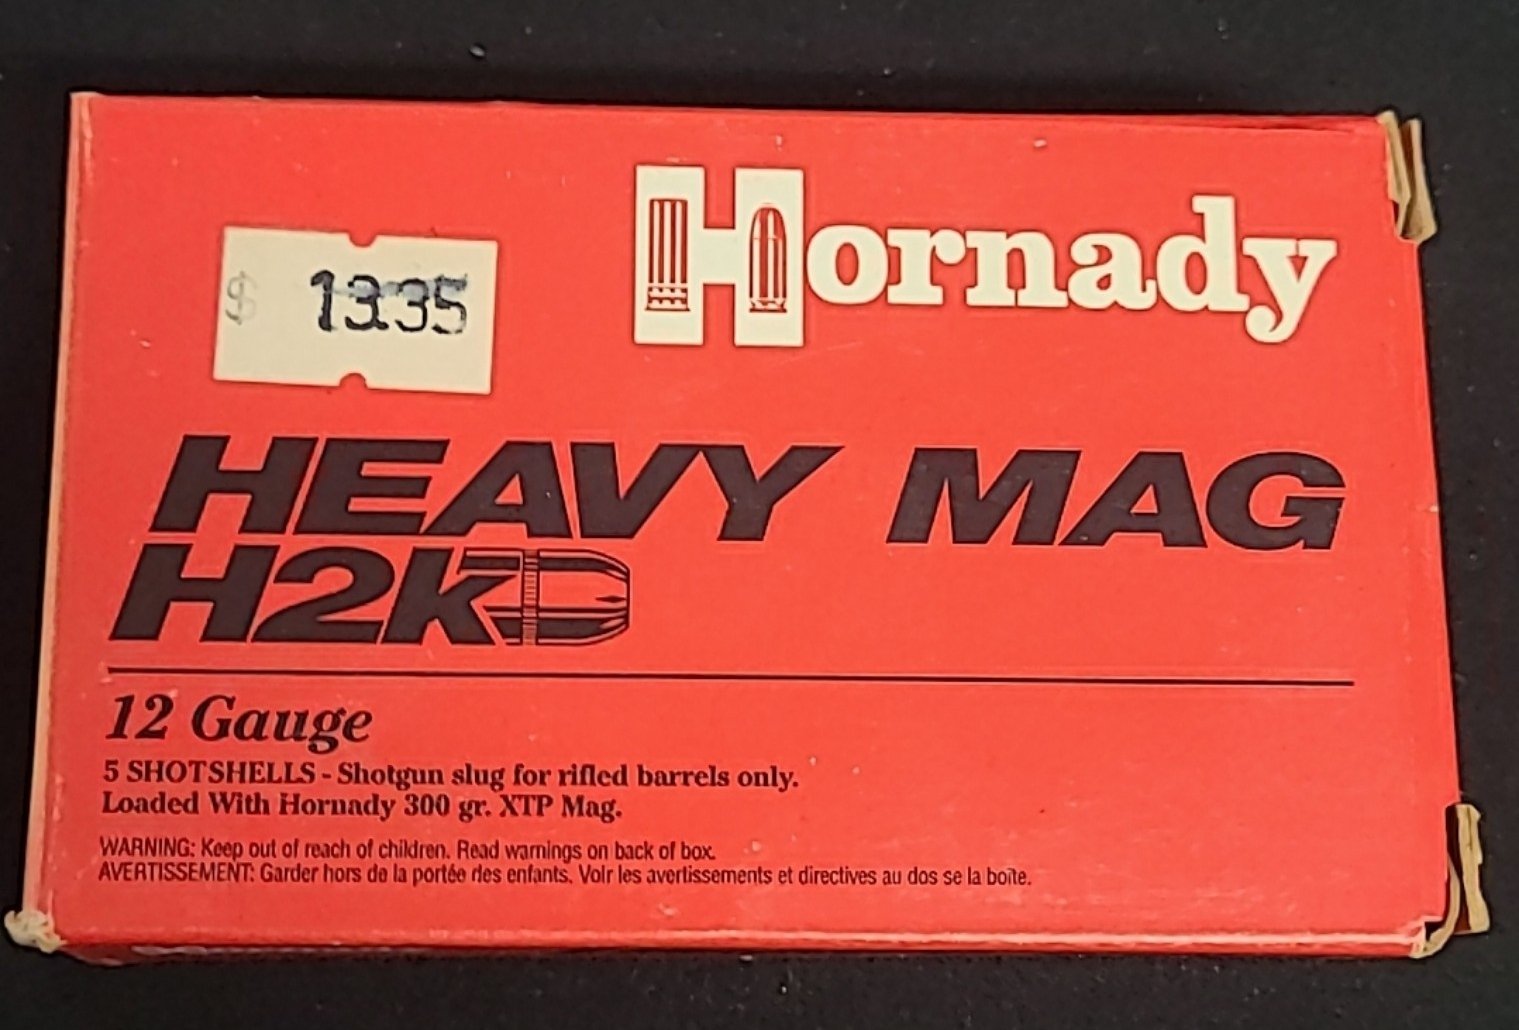 Hornady
$ 13.35
HEAVY MAG
H2K
12 Gauge
5 SHOTSHELLS - Shotgun slug for rifled barrels only.
Loaded With Hornady 300 gr. XTP Mag.
WARNING: Keep out of reach of children. Read warnings on back of box.
AVERTISSEMENT: Garder hors de la portée des enfants. Voir les avertissements et directives au dos se la boîte.